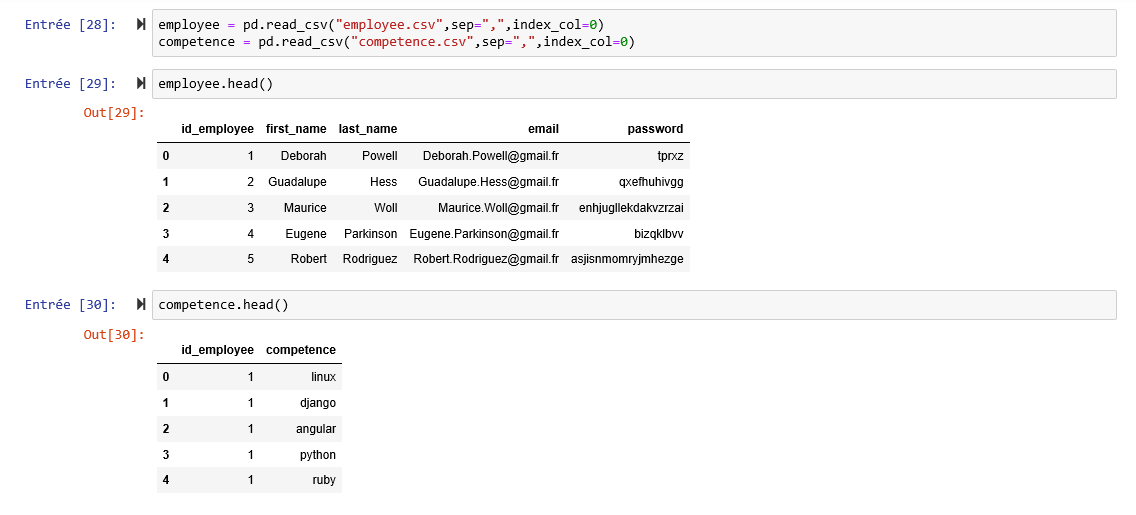 Entrée [28]: employee = pd.read_csv("employee.csv",sep=",",index_col=0)
competence = pd.read_csv("competence.csv",sep=",",index_col=0)
Entrée [29]: employee.head()
Out[29]:
id_employee first_name last_name email password
0 1 Deborah Powell Deborah.Powell@gmail.fr tprxz
1 2 Guadalupe Hess Guadalupe.Hess@gmail.fr qxefhuhivgg
2 3 Maurice Woll Maurice.Woll@gmail.fr enhjugllekdakvzrzai
3 4 Eugene Parkinson Eugene.Parkinson@gmail.fr bizqklbvv
4 5 Robert Rodriguez Robert.Rodriguez@gmail.fr asjisnmomryjmhezge
Entrée [30]: competence.head()
Out[30]:
id_employee competence
0 1 linux
1 1 django
2 1 angular
3 1 python
4 1 ruby